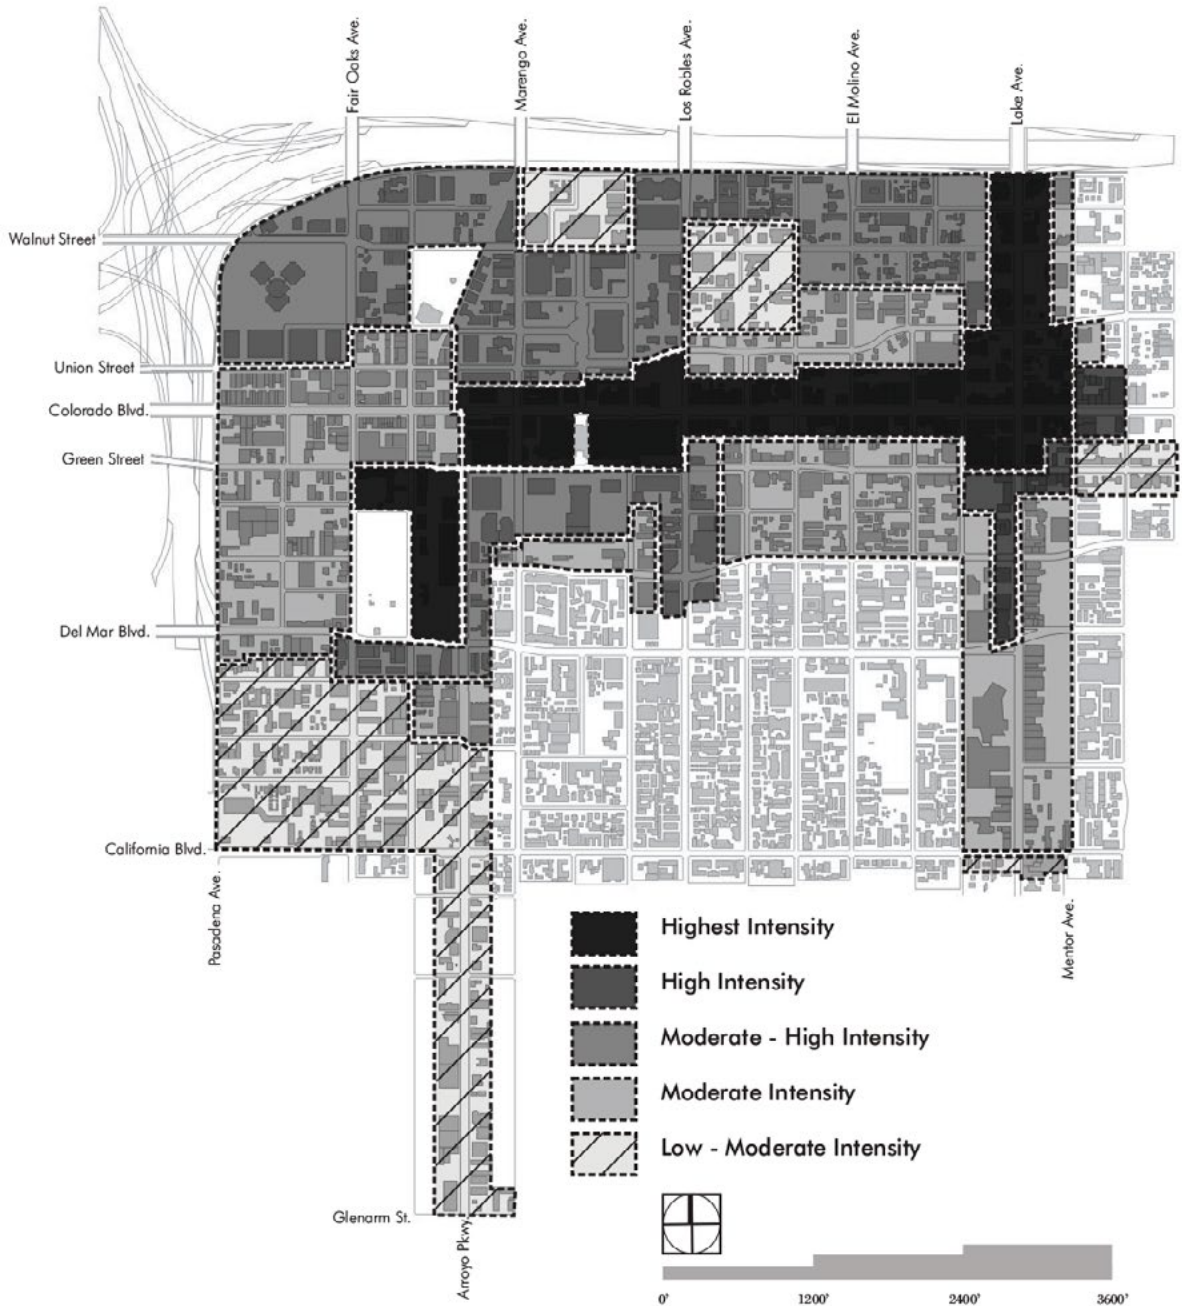 Fair Oaks Ave.
Marengo Ave.
Los Robles Ave.
El Molino Ave.
Lake Ave.
Walnut Street
Union Street
Colorado Blvd.
Green Street
Del Mar Blvd.
California Blvd.
Pasadena Ave.
Mentor Ave.
Highest Intensity
High Intensity
Moderate - High Intensity
Moderate Intensity
Low - Moderate Intensity
Glenarm St.
Arroyo Pkwy.
0' 1200' 2400' 3600'